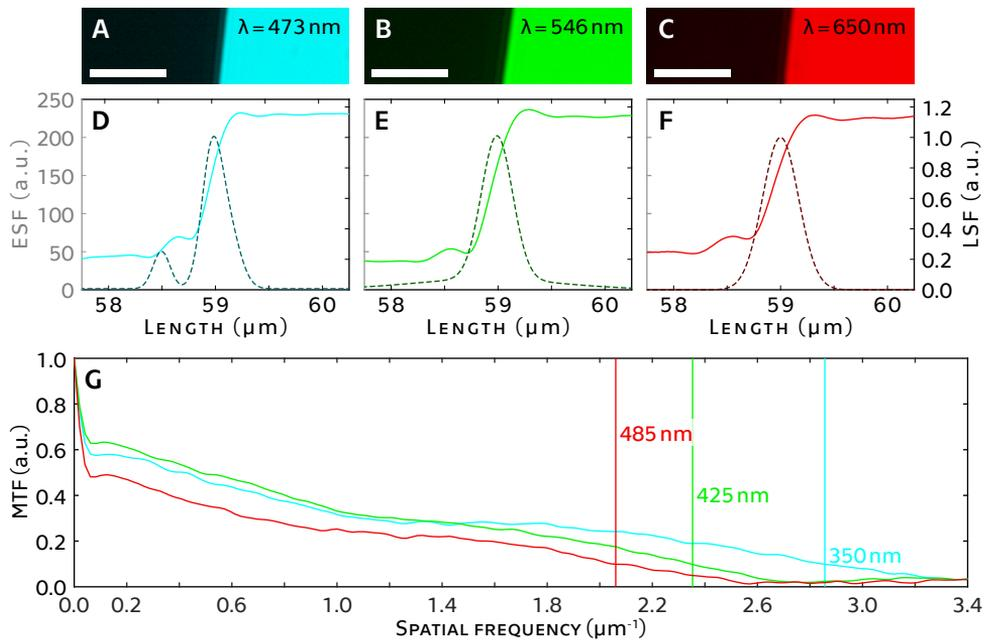 A
λ = 473 nm
B
λ = 546 nm
C
λ = 650 nm
250
200
150
100
50
0
ESF (a.u.)
D
58
59
60
LENGTH (µm)
E
58
59
60
LENGTH (µm)
F
58
59
60
LENGTH (µm)
1.2
1.0
0.8
0.6
0.4
0.2
0.0
LSF (a.u.)
G
1.0
0.8
0.6
0.4
0.2
0.0
MTF (a.u.)
485 nm
425 nm
350 nm
0.0 0.2 0.6 1.0 1.4 1.8 2.2 2.6 3.0 3.4
SPATIAL FREQUENCY (µm⁻¹)